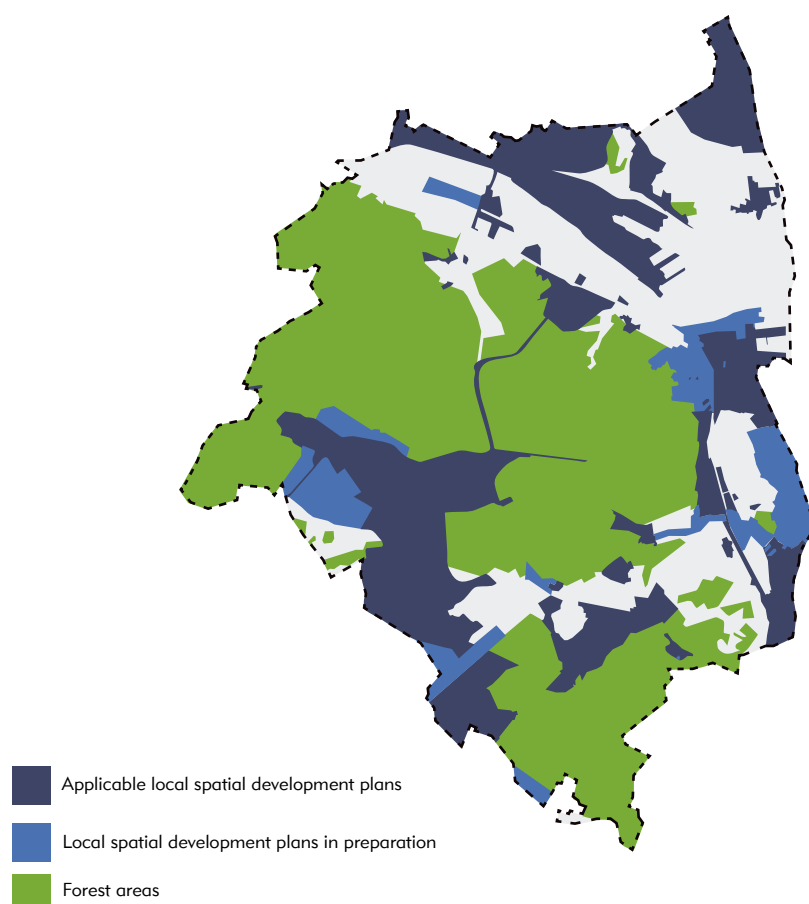 Applicable local spatial development plans
Local spatial development plans in preparation
Forest areas